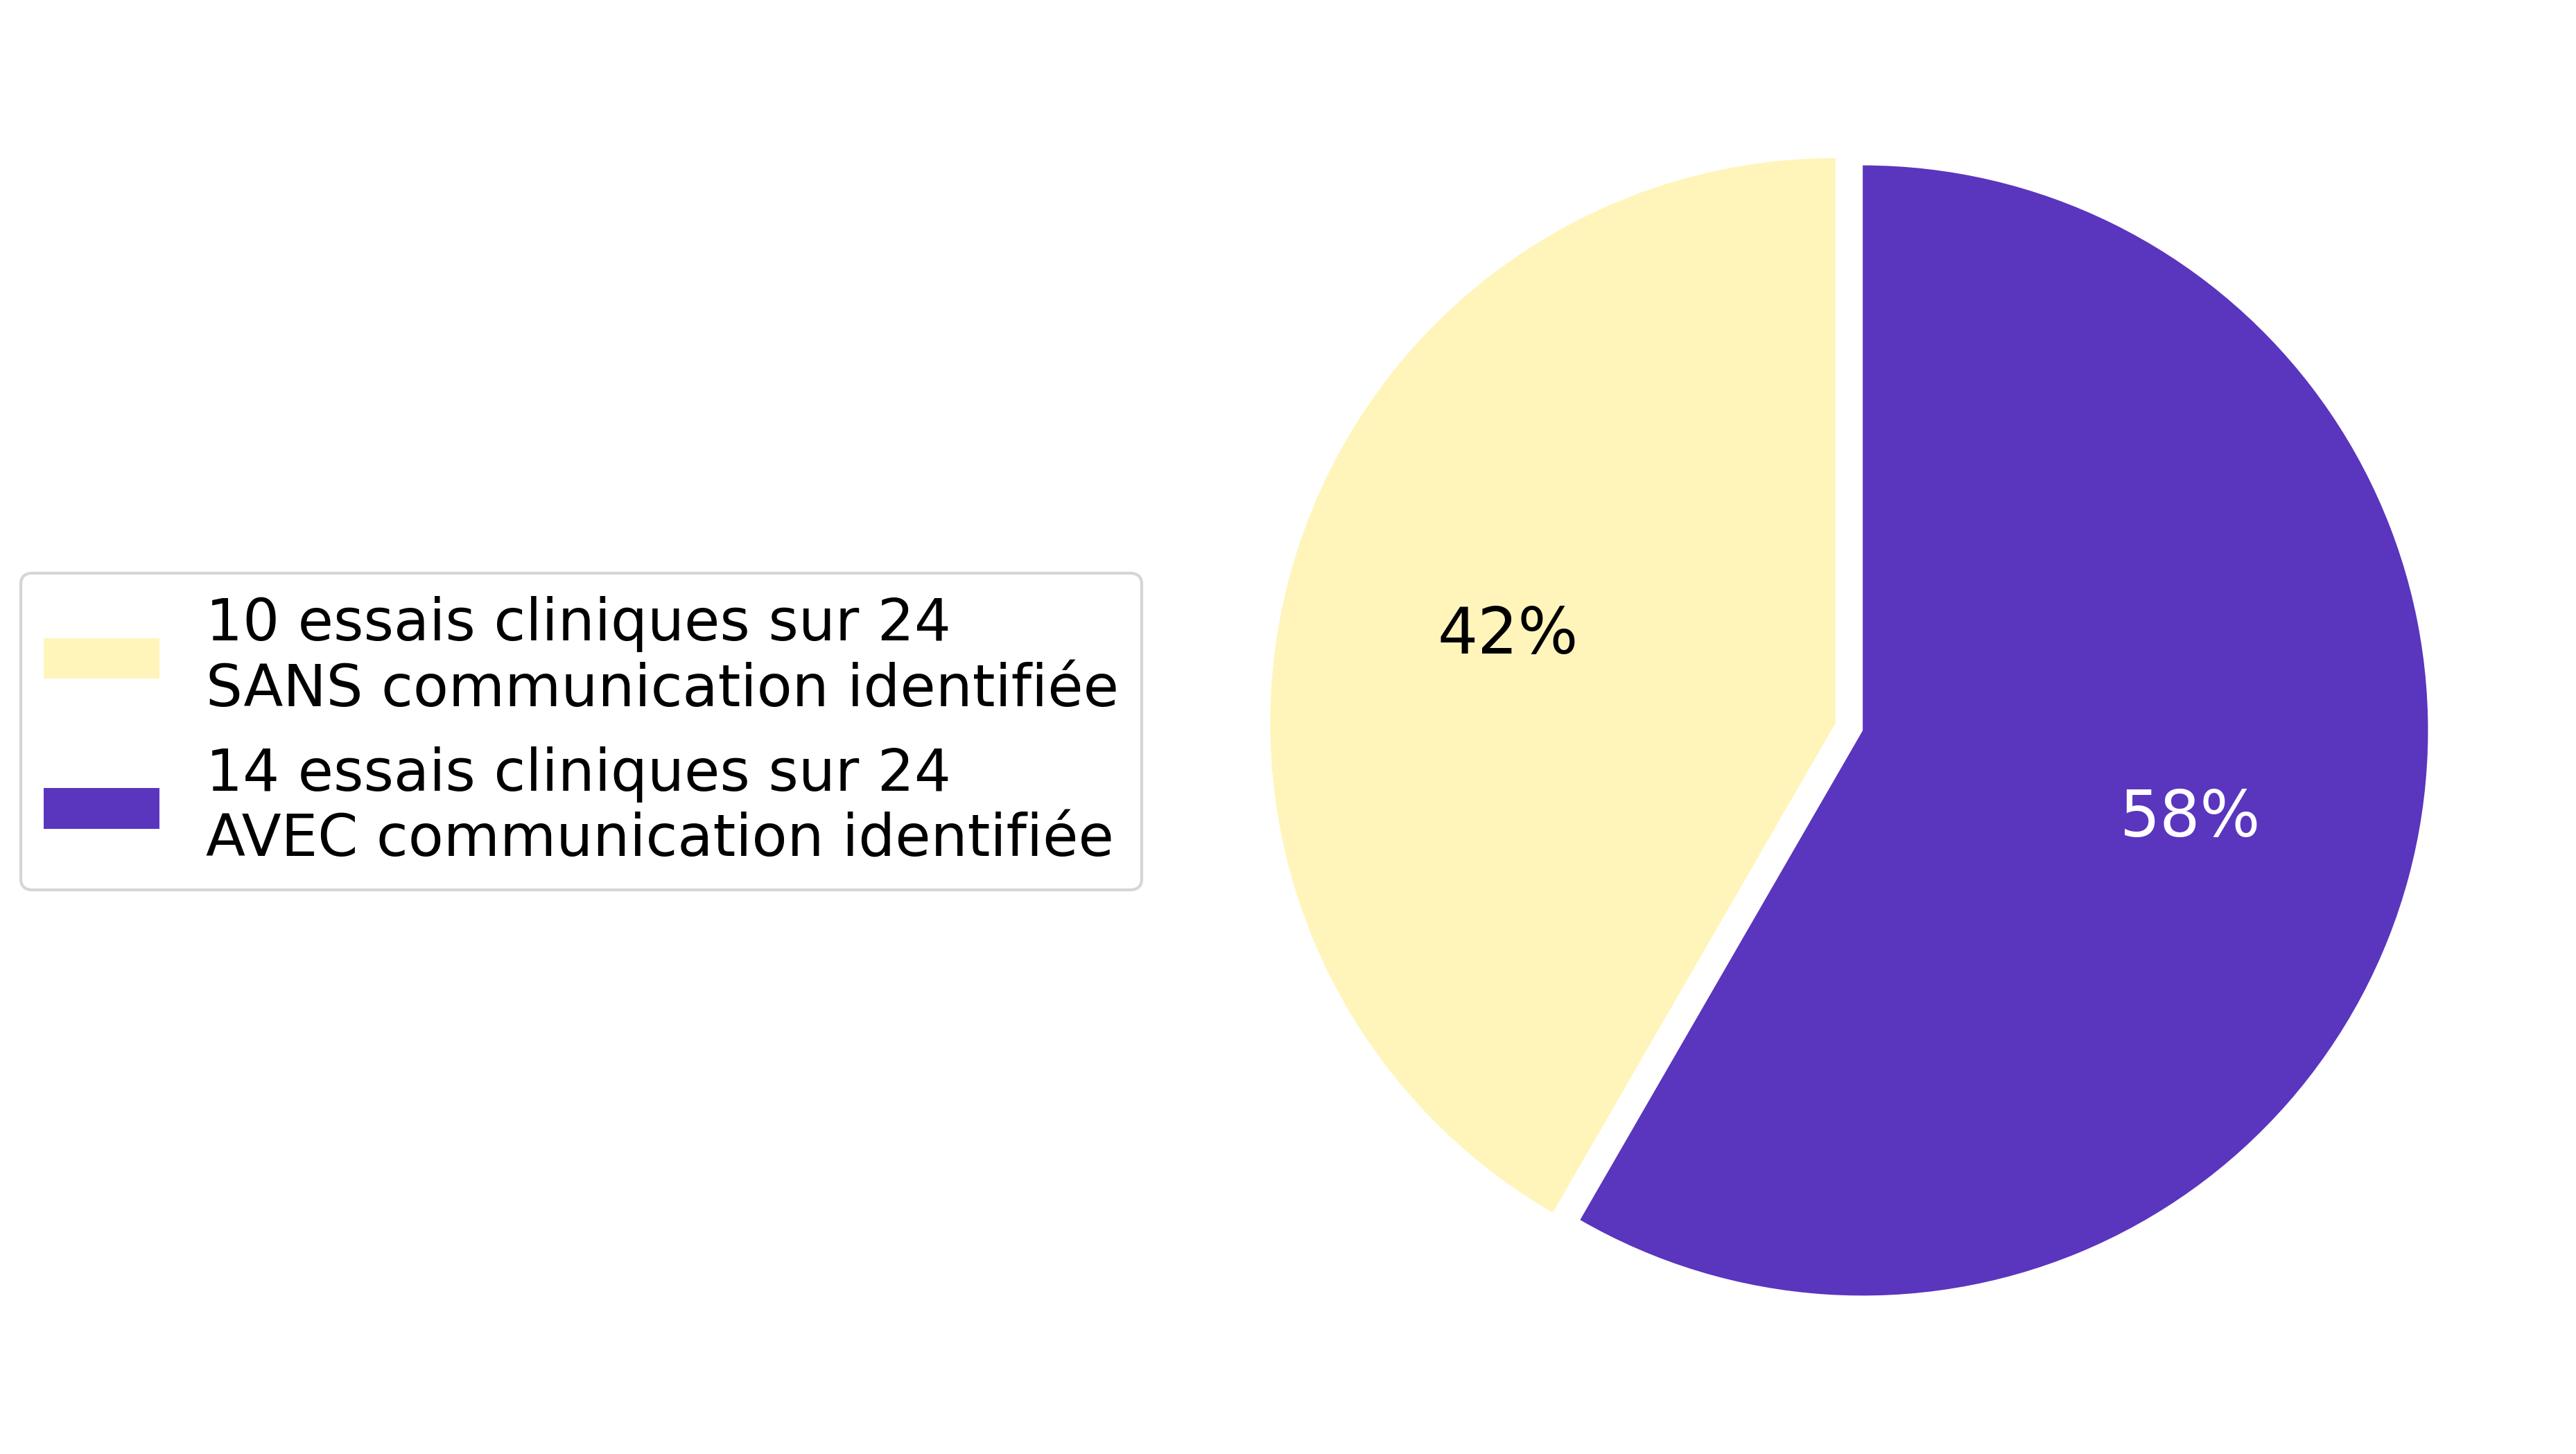 10 essais cliniques sur 24
SANS communication identifiée
14 essais cliniques sur 24
AVEC communication identifiée
42%
58%